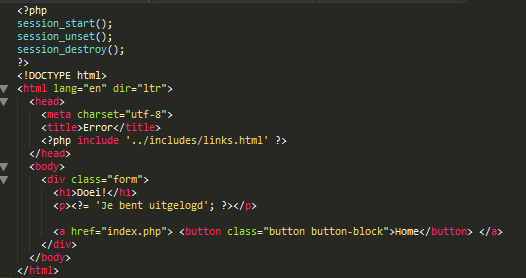 <?php
session_start();
session_unset();
session_destroy();
?>
<!DOCTYPE html>
<html lang="en" dir="ltr">
<head>
<meta charset="utf-8">
<title>Error</title>
<?php include '../includes/links.html' ?>
</head>
<body>
<div class="form">
<h1>Doei!</h1>
<p><?= 'Je bent uitgelogd'; ?></p>
<a href="index.php"> <button class="button button-block">Home</button> </a>
</div>
</body>
</html>